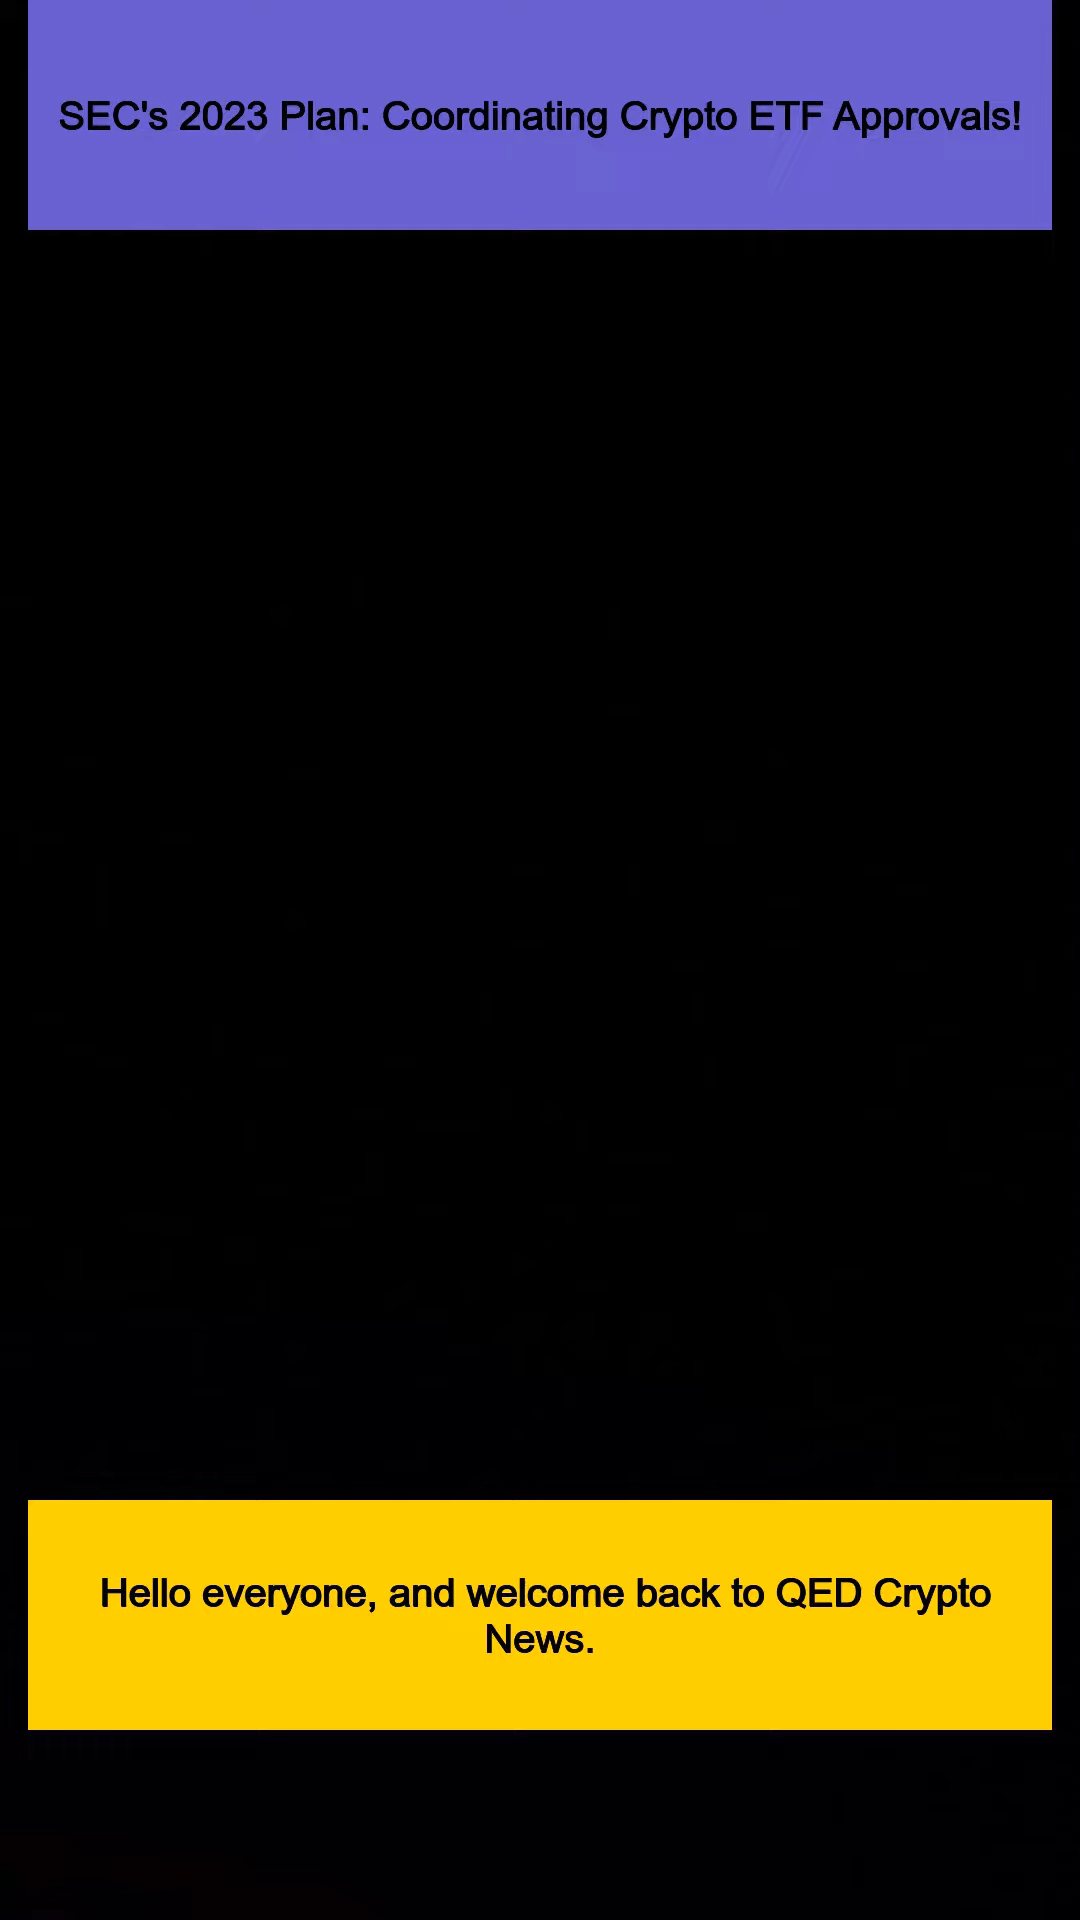 SEC's 2023 Plan: Coordinating Crypto ETF Approvals!
Hello everyone, and welcome back to QED Crypto
News.